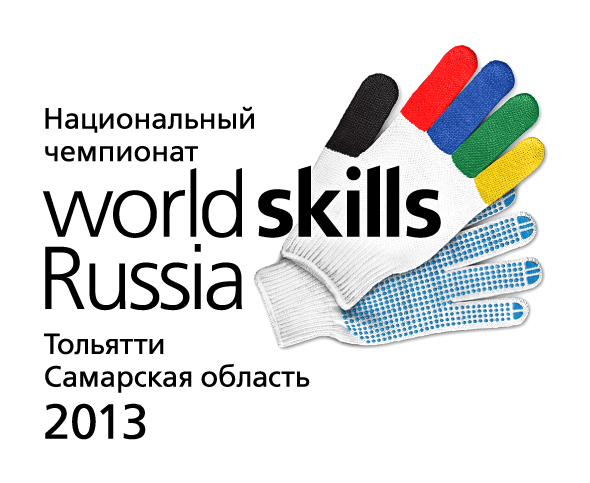 Национальный
чемпионат
worldskills
Russia
Тольятти
Самарская область
2013